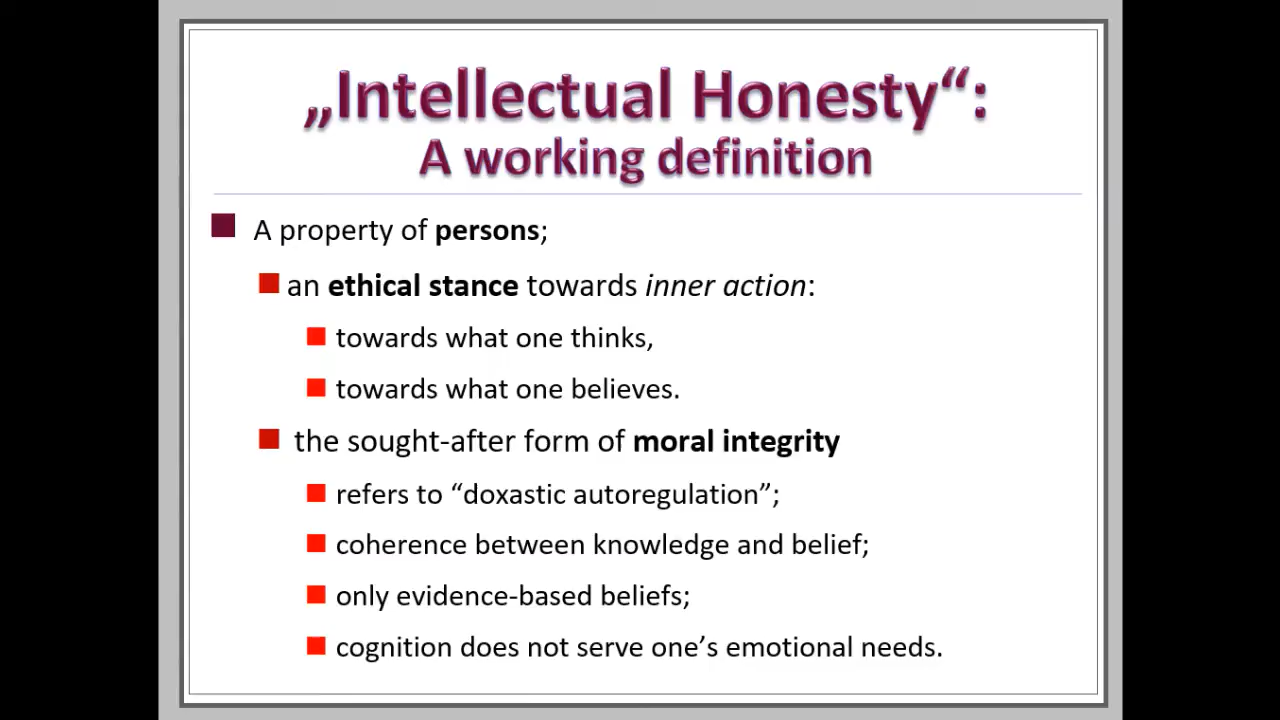 „Intellectual Honesty“:
A working definition
A property of persons;
an ethical stance towards inner action:
towards what one thinks,
towards what one believes.
the sought-after form of moral integrity
refers to “doxastic autoregulation”;
coherence between knowledge and belief;
only evidence-based beliefs;
cognition does not serve one’s emotional needs.